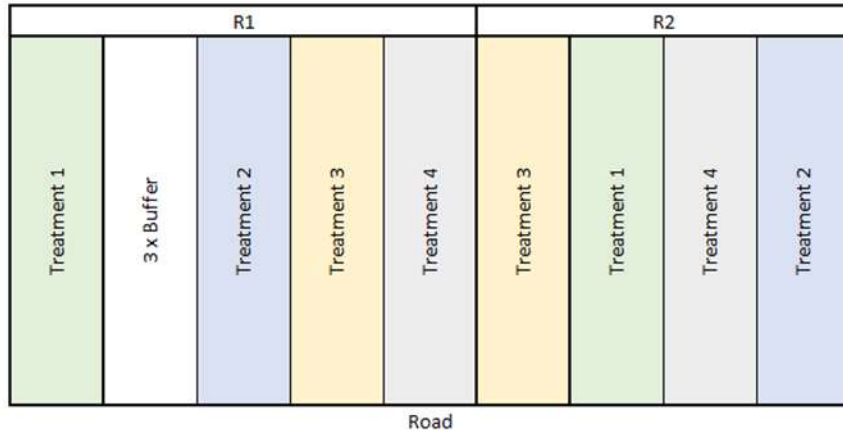 R1
R2
Treatment 1
3 x Buffer
Treatment 2
Treatment 3
Treatment 4
Treatment 3
Treatment 1
Treatment 4
Treatment 2
Road